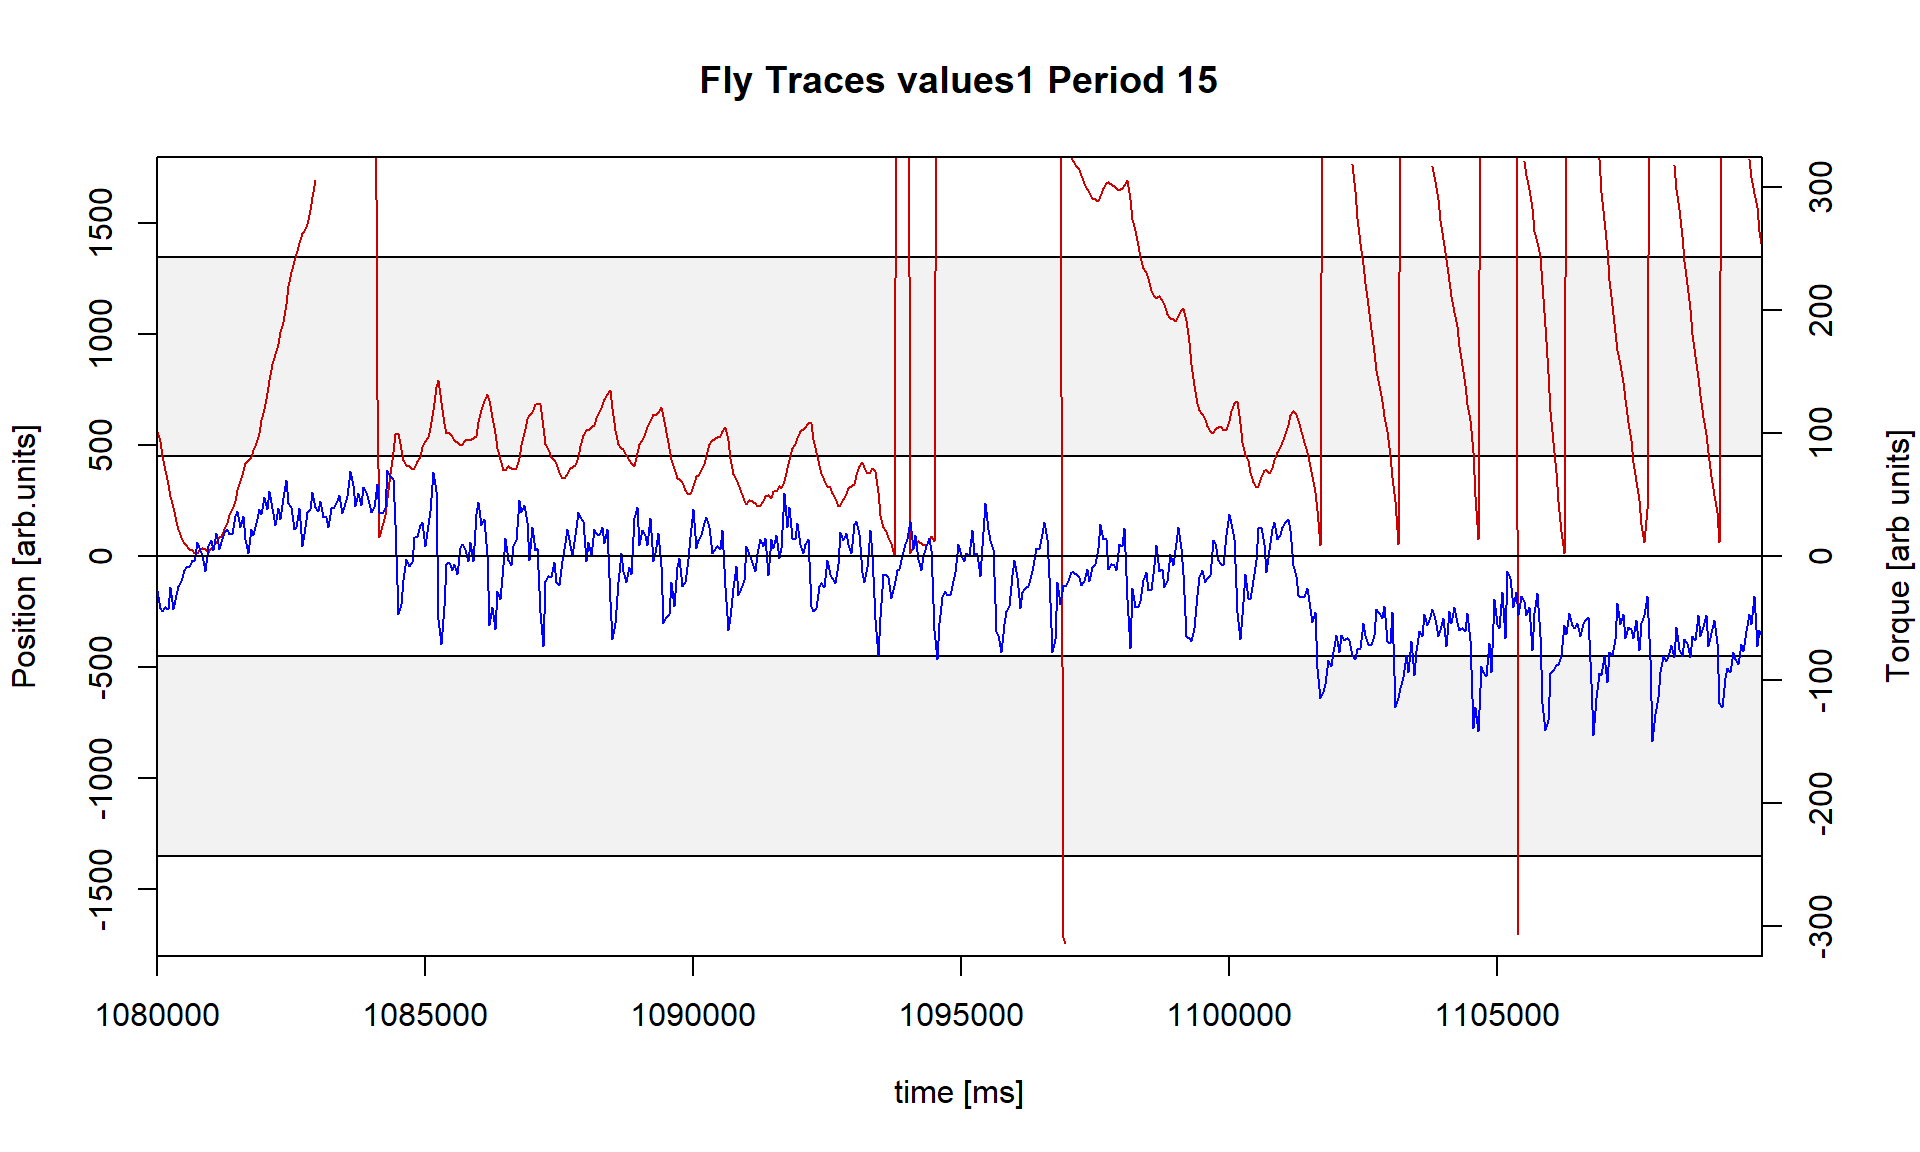 Fly Traces values1 Period 15
Position [arb.units]
1500
1000
500
0
-500
-1000
-1500
300
200
100
0
-100
-200
-300
Torque [arb units]
1080000 1085000 1090000 1095000 1100000 1105000
time [ms]